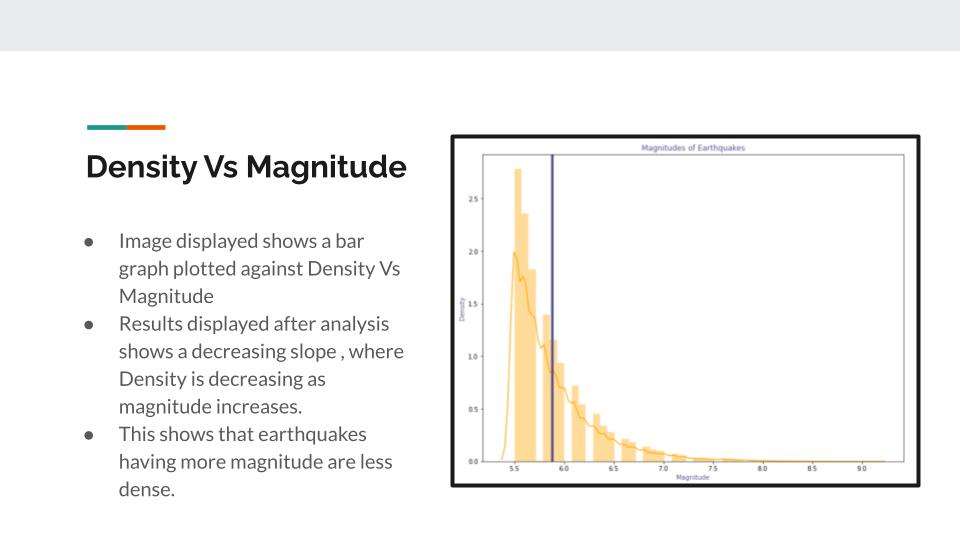 Density Vs Magnitude
● Image displayed shows a bar
graph plotted against Density Vs
Magnitude
● Results displayed after analysis
shows a decreasing slope , where
Density is decreasing as
magnitude increases.
● This shows that earthquakes
having more magnitude are less
dense.
Magnitudes of Earthquakes
2.5
2.0
1.5
1.0
0.5
0.0
Density
5.5 6.0 6.5 7.0 7.5 8.0 8.5 9.0
Magnitude